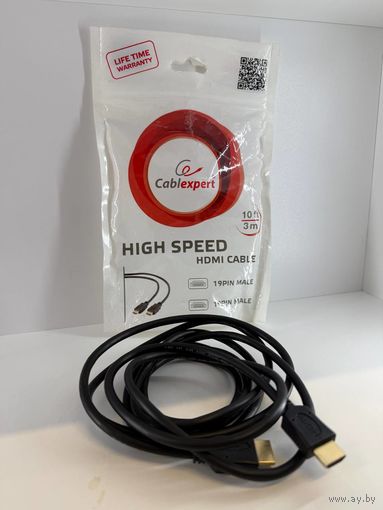 LIFE TIME
WARRANTY
Cablexpert
10 ft
3 m
HIGH SPEED
HDMI CABLE
19PIN MALE
19PIN MALE
www.ay.by